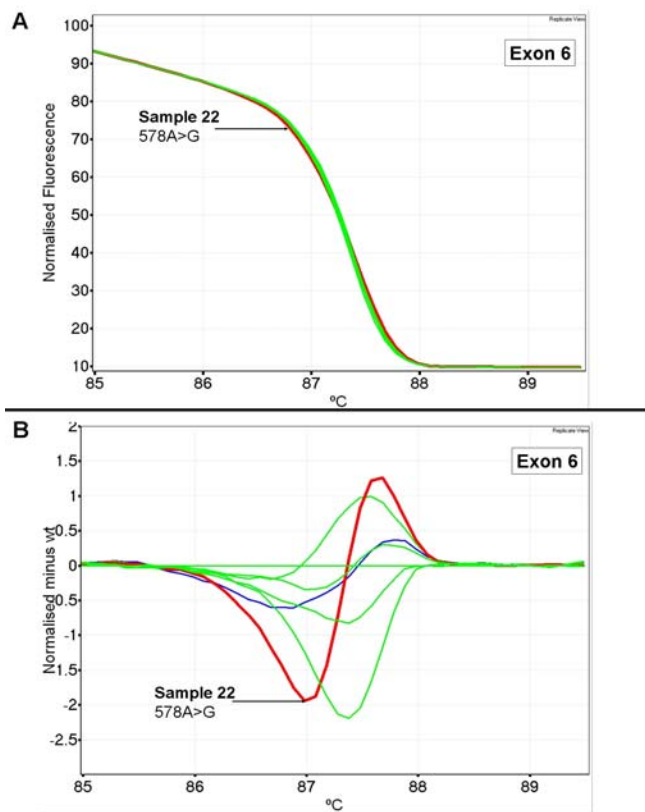 A
Replicate View
Exon 6
Normalised Fluorescence
100
90
80
70
60
50
40
30
20
10
Sample 22
578A>G
85 86 87 88 89
ºC
B
Replicate View
Exon 6
Normalised minus wt
2
1.5
1
0.5
0
-0.5
-1
-1.5
-2
-2.5
Sample 22
578A>G
85 86 87 88 89
ºC